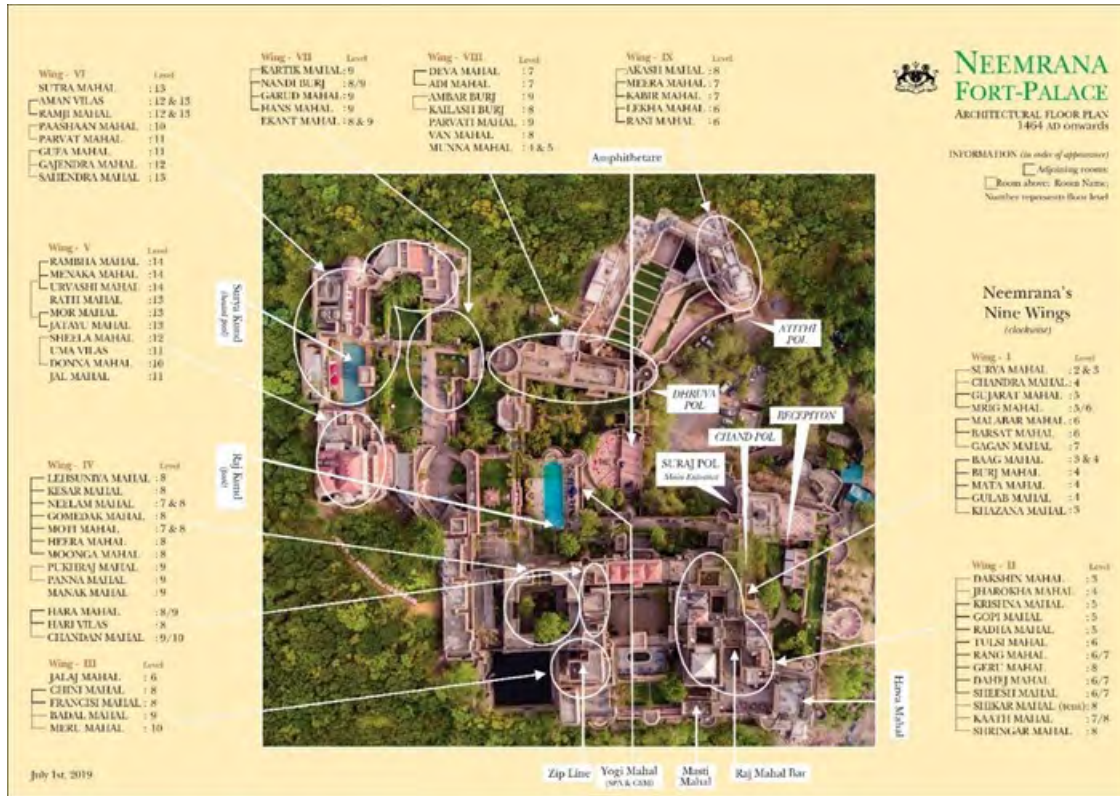 NEEMRANA
FORT-PALACE
ARCHITECTURAL FLOOR PLAN
1464 AD onwards
INFORMATION (in order of appearance)
Adjoining rooms:
Room above: Room Name:
Number represents floor level
Wing - VI Level
SUTRA MAHAL : 13
AMAN VILAS : 12 & 13
RAMJI MAHAL : 12 & 13
PAASHAAN MAHAL : 10
PARVAT MAHAL : 11
GUFA MAHAL : 11
GAJENDRA MAHAL : 12
SAHENDRA MAHAL : 13
Wing - VII Level
KARTIK MAHAL : 9
NANDI BURJ : 8/9
GARUD MAHAL : 9
HANS MAHAL : 9
EKANT MAHAL : 8 & 9
Wing - VIII Level
DEVA MAHAL : 7
ADI MAHAL : 7
AMBAR BURJ : 9
KAILASH BURJ : 8
PARVATI MAHAL : 9
VAN MAHAL : 8
MUNNA MAHAL : 4 & 5
Wing - IX Level
AKASH MAHAL : 8
MEERA MAHAL : 7
KABIR MAHAL : 7
LEKHA MAHAL : 6
RANI MAHAL : 6
Amphithetare
Wing - V Level
RAMBHA MAHAL : 14
MENAKA MAHAL : 14
URVASHI MAHAL : 14
RATH MAHAL : 13
MOR MAHAL : 13
JATAYU MAHAL : 13
SHEELA MAHAL : 12
UMA VILAS : 11
DONNA MAHAL : 10
JAL MAHAL : 11
Surya Kund
(heated pool)
Raj Kund
(pool)
ATITHI
POL
DHRUVA
POL
RECEPITON
CHAND POL
SURAJ POL
(Main Entrance)
Neemrana's
Nine Wings
(clockwise)
Wing - I Level
SURYA MAHAL : 2 & 3
CHANDRA MAHAL : 4
GUJARAT MAHAL : 5
MRIG MAHAL : 5/6
MALABAR MAHAL : 6
BARSAT MAHAL : 6
GAGAN MAHAL : 7
BAAG MAHAL : 3 & 4
BURJ MAHAL : 4
MATA MAHAL : 4
GULAB MAHAL : 4
KHAZANA MAHAL : 3
Wing - IV Level
LEHSUNIYA MAHAL : 8
KESAR MAHAL : 8
NEELAM MAHAL : 7 & 8
GOMEDAK MAHAL : 8
MOTI MAHAL : 7 & 8
HEERA MAHAL : 8
MOONGA MAHAL : 8
PUKHRAJ MAHAL : 9
PANNA MAHAL : 9
MANAK MAHAL : 9
HARA MAHAL : 8/9
HARI VILAS : 8
CHANDAN MAHAL : 9/10
Wing - II Level
DAKSHIN MAHAL : 3
JHAROKHA MAHAL : 4
KRISHNA MAHAL : 5
GOPI MAHAL : 5
RADHA MAHAL : 5
TULSI MAHAL : 6
RANG MAHAL : 6/7
GERU MAHAL : 8
DAHEJ MAHAL : 6/7
SHEESH MAHAL : 6/7
SHIKAR MAHAL (tent): 8
KAATH MAHAL : 7/8
SHRINGAR MAHAL : 8
Wing - III Level
JALAJ MAHAL : 6
CHINI MAHAL : 8
FRANCISI MAHAL : 8
BADAL MAHAL : 9
MERU MAHAL : 10
Hawa Mahal
Zip Line
Yogi Mahal
(SPA & GYM)
Masti
Mahal
Raj Mahal Bar
July 1st, 2019